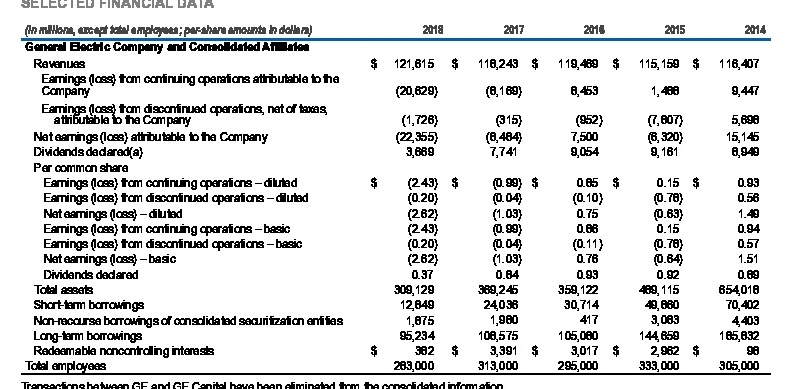 SELECTED FINANCIAL DATA
(In millions, except total employees; per-share amounts in dollars) 2018 2017 2016 2015 2014
General Electric Company and Consolidated Affiliates
Revenues $ 121,615 $ 118,243 $ 119,469 $ 115,159 $ 116,407
Earnings (loss) from continuing operations attributable to the
Company (20,629) (8,169) 8,453 1,486 9,447
Earnings (loss) from discontinued operations, net of taxes,
attributable to the Company (1,726) (315) (952) (7,807) 5,698
Net earnings (loss) attributable to the Company (22,355) (8,484) 7,500 (6,320) 15,145
Dividends declared(a) 3,669 7,741 9,054 9,161 8,949
Per common share
Earnings (loss) from continuing operations – diluted $ (2.43) $ (0.99) $ 0.85 $ 0.15 $ 0.93
Earnings (loss) from discontinued operations – diluted (0.20) (0.04) (0.10) (0.78) 0.56
Net earnings (loss) – diluted (2.62) (1.03) 0.75 (0.63) 1.49
Earnings (loss) from continuing operations – basic (2.43) (0.99) 0.86 0.15 0.94
Earnings (loss) from discontinued operations – basic (0.20) (0.04) (0.11) (0.78) 0.57
Net earnings (loss) – basic (2.62) (1.03) 0.76 (0.64) 1.51
Dividends declared 0.37 0.84 0.93 0.92 0.89
Total assets 309,129 369,245 359,122 489,115 654,016
Short-term borrowings 12,849 24,036 30,714 49,860 70,402
Non-recourse borrowings of consolidated securitization entities 1,875 1,980 417 3,083 4,403
Long-term borrowings 95,234 108,575 105,080 144,659 185,832
Redeemable noncontrolling interests $ 382 $ 3,391 $ 3,017 $ 2,962 $ 98
Total employees 283,000 313,000 295,000 333,000 305,000
Transactions between GE and GE Capital have been eliminated from the consolidated information.